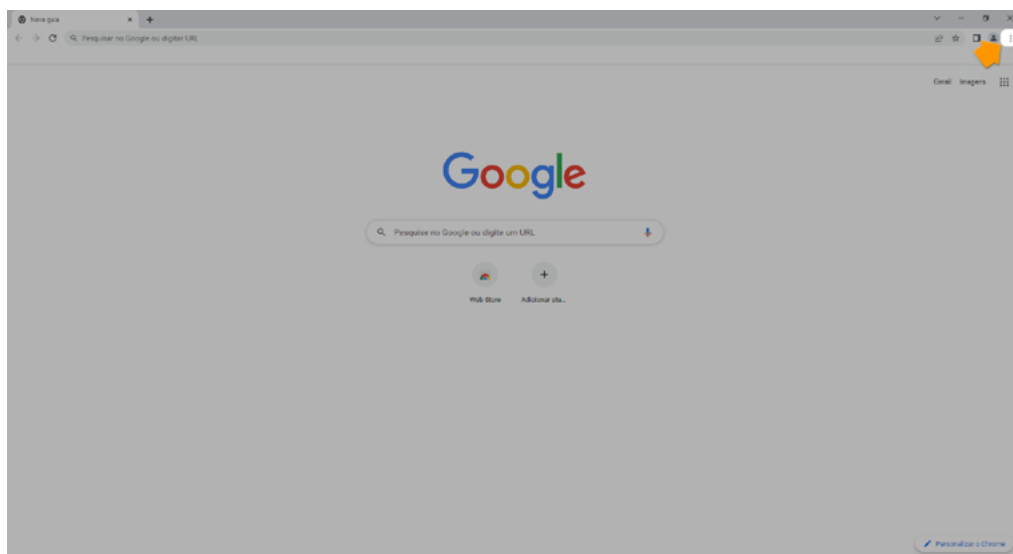 Nova guia
Pesquisar no Google ou digitar URL
Gmail Imagens
Google
Pesquise no Google ou digite um URL
Web Store Adicionar ata...
Personalizar o Chrome